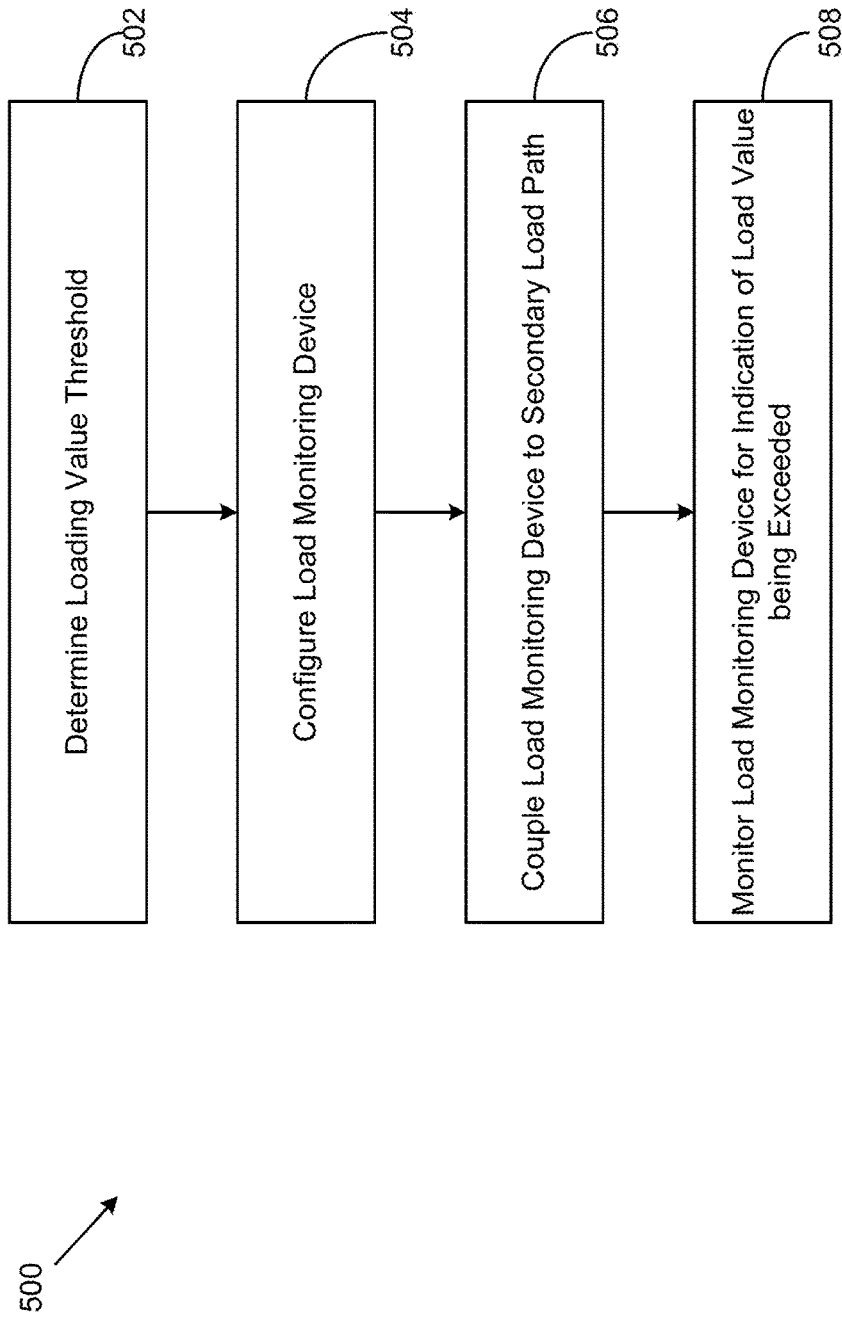 500
Determine Loading Value Threshold
502
Configure Load Monitoring Device
504
Couple Load Monitoring Device to Secondary Load Path
506
Monitor Load Monitoring Device for Indication of Load Value
being Exceeded
508